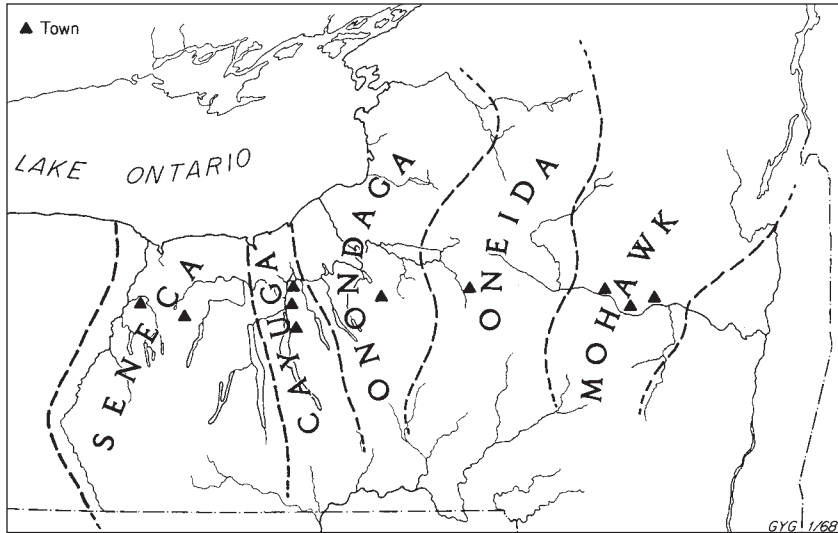 ▲ Town
LAKE ONTARIO
SENECA
CAYUGA
ONONDAGA
ONEIDA
MOHAWK
GYG 1/68